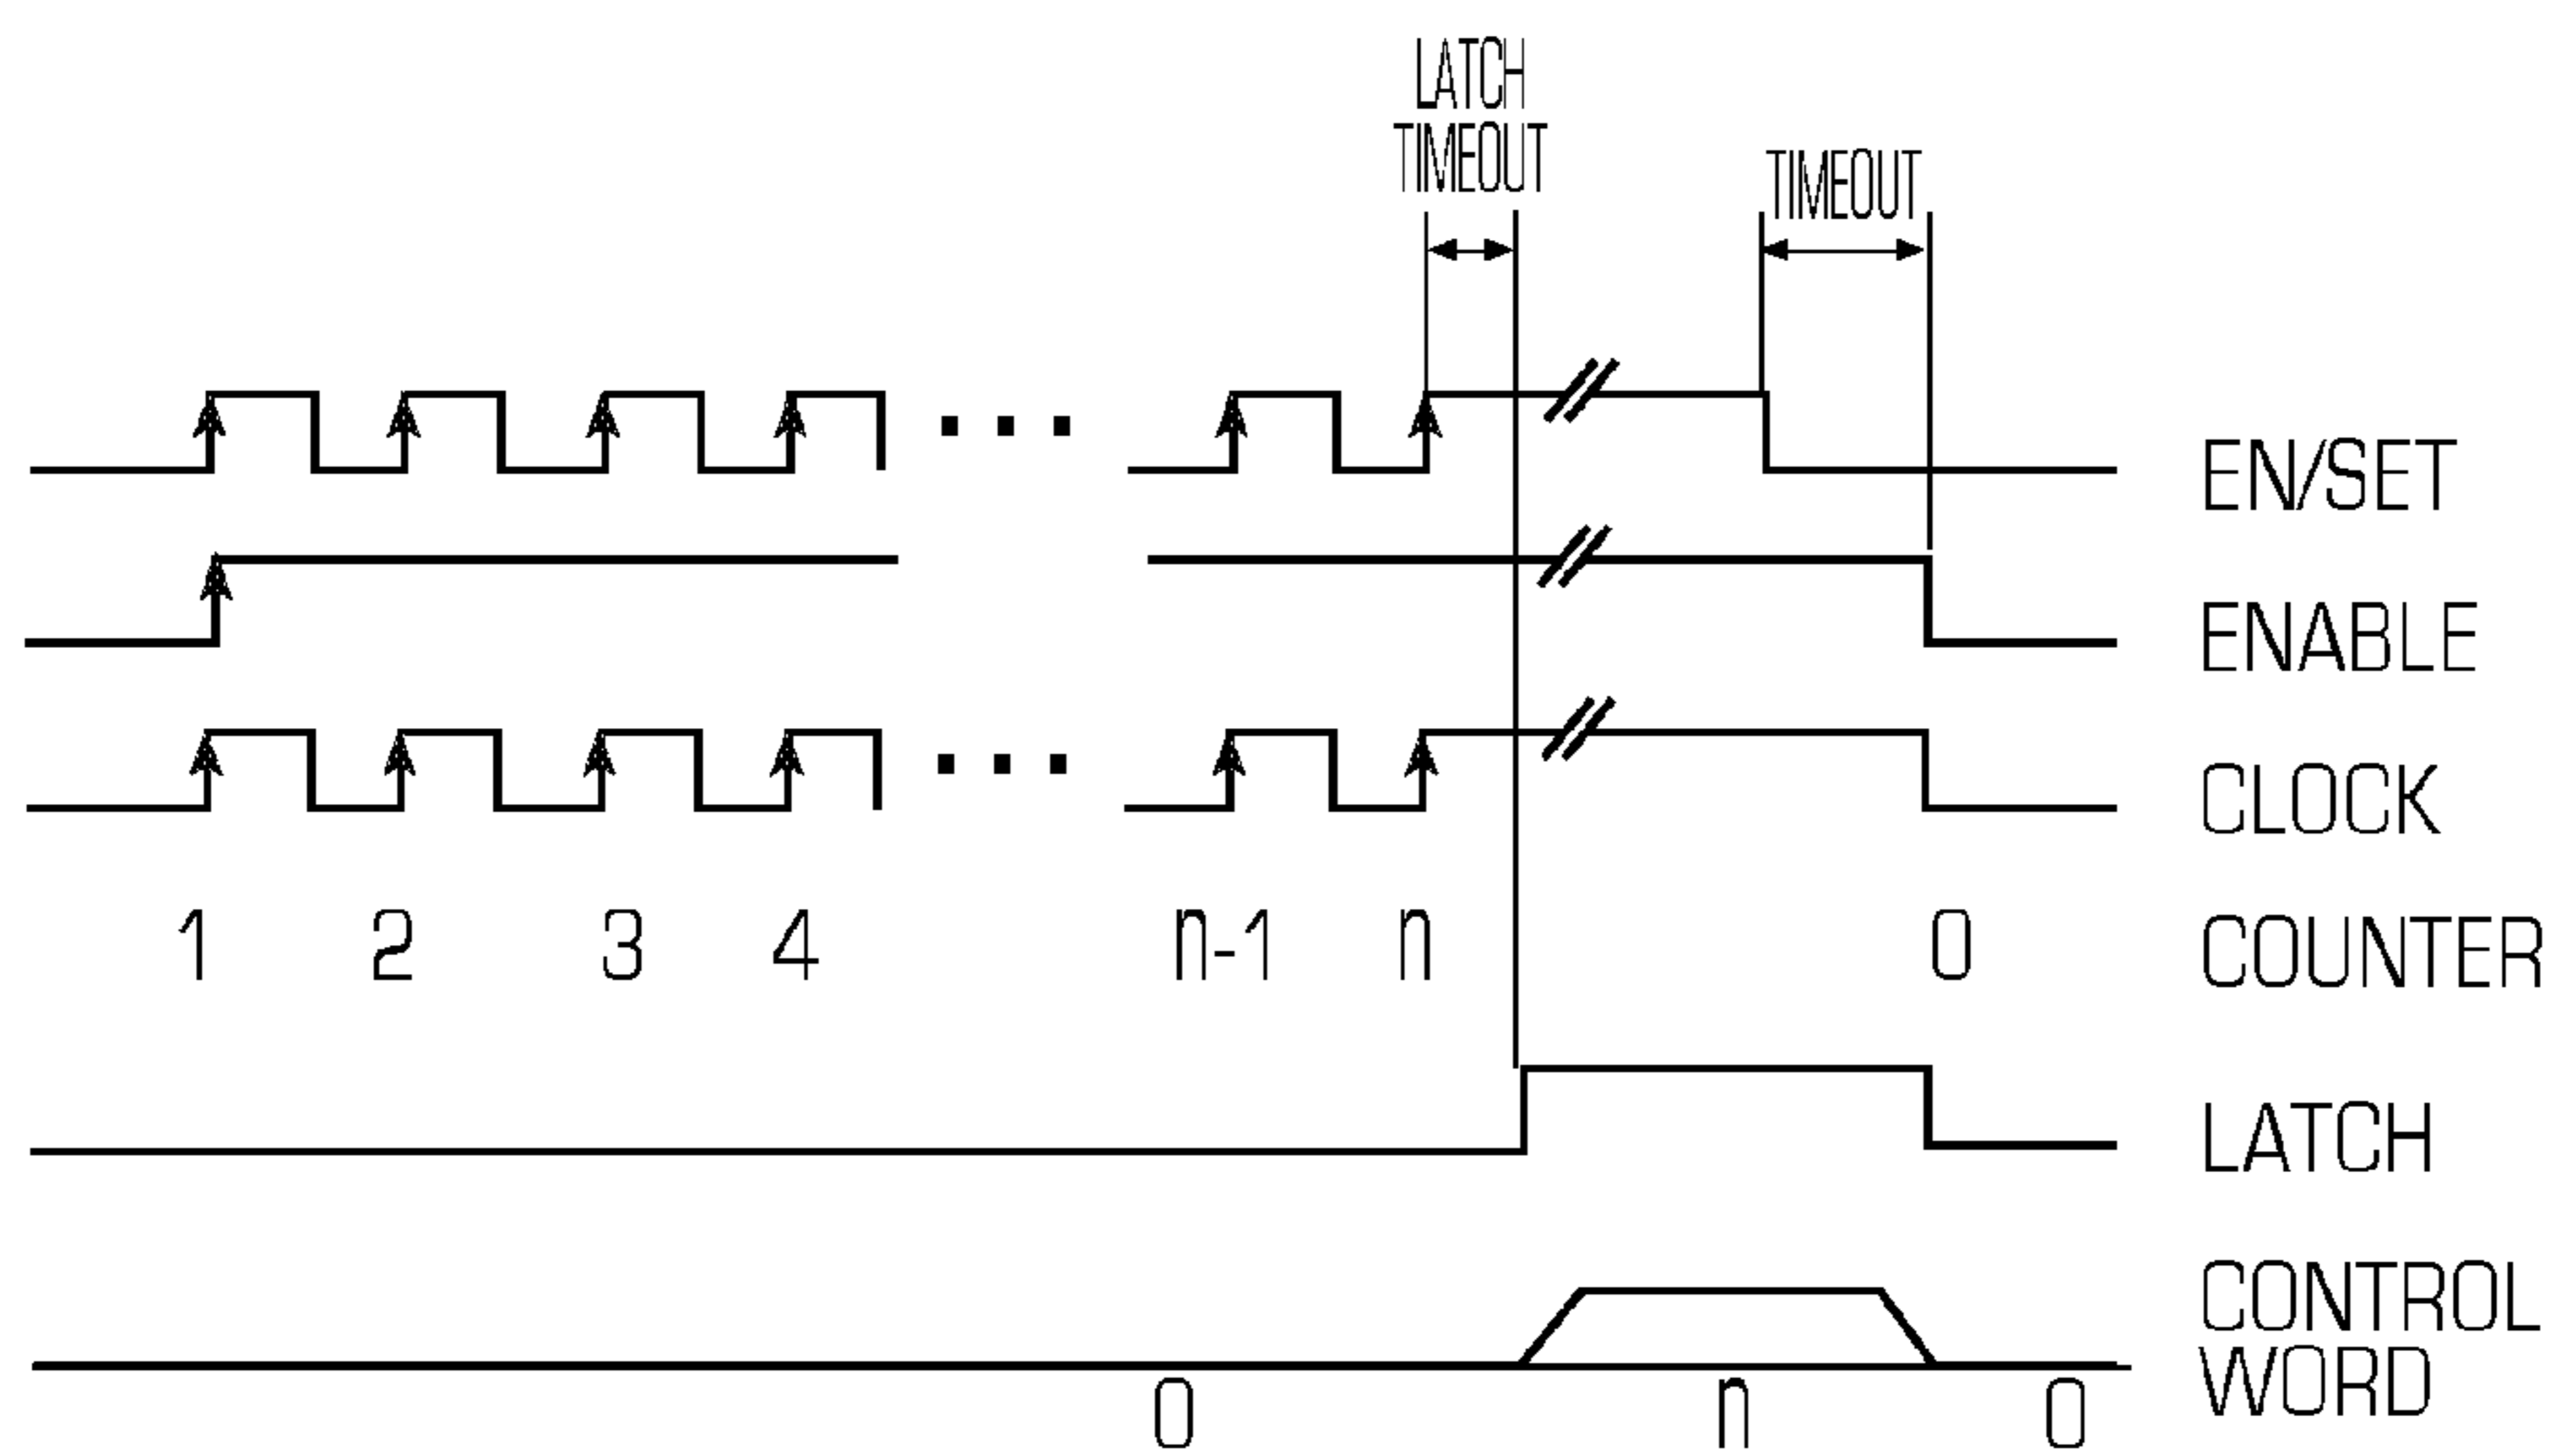 LATCH
TIMEOUT
TIMEOUT
EN/SET
ENABLE
CLOCK
1 2 3 4 n-1 n 0 COUNTER
LATCH
CONTROL
WORD
0 n 0